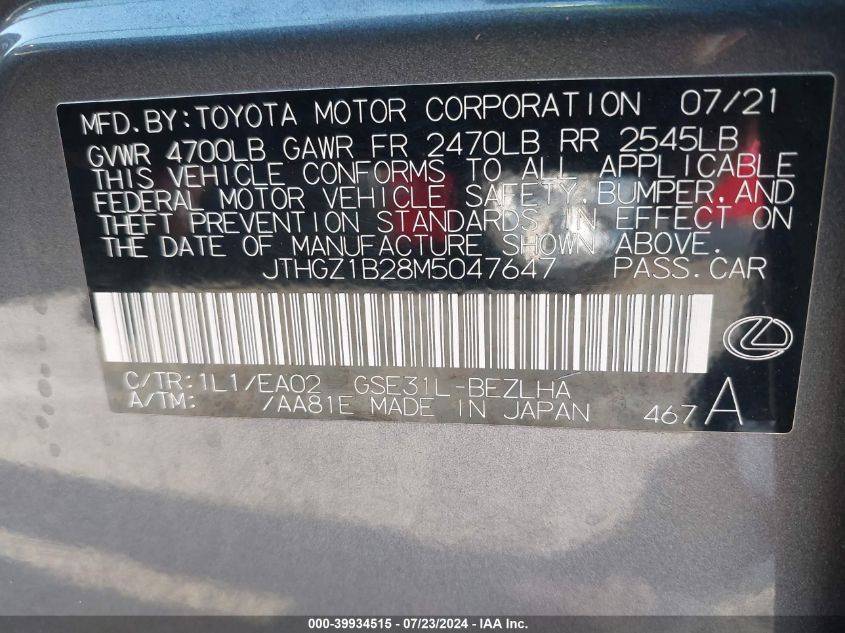 MFD.BY:TOYOTA MOTOR CORPORATION 07/21
GVWR 4700LB GAWR FR 2470LB RR 2545LB
THIS VEHICLE CONFORMS TO ALL APPLICABLE
FEDERAL MOTOR VEHICLE SAFETY,BUMPER,AND
THEFT PREVENTION STANDARDS IN EFFECT ON
THE DATE OF MANUFACTURE SHOWN ABOVE.
JTHGZ1B28M5047647 PASS.CAR
C/TR:1L1/EA02 GSE31L-BEZLHA
A/TM: /AA81E MADE IN JAPAN 467 A
000-39934515 - 07/23/2024 - IAA Inc.